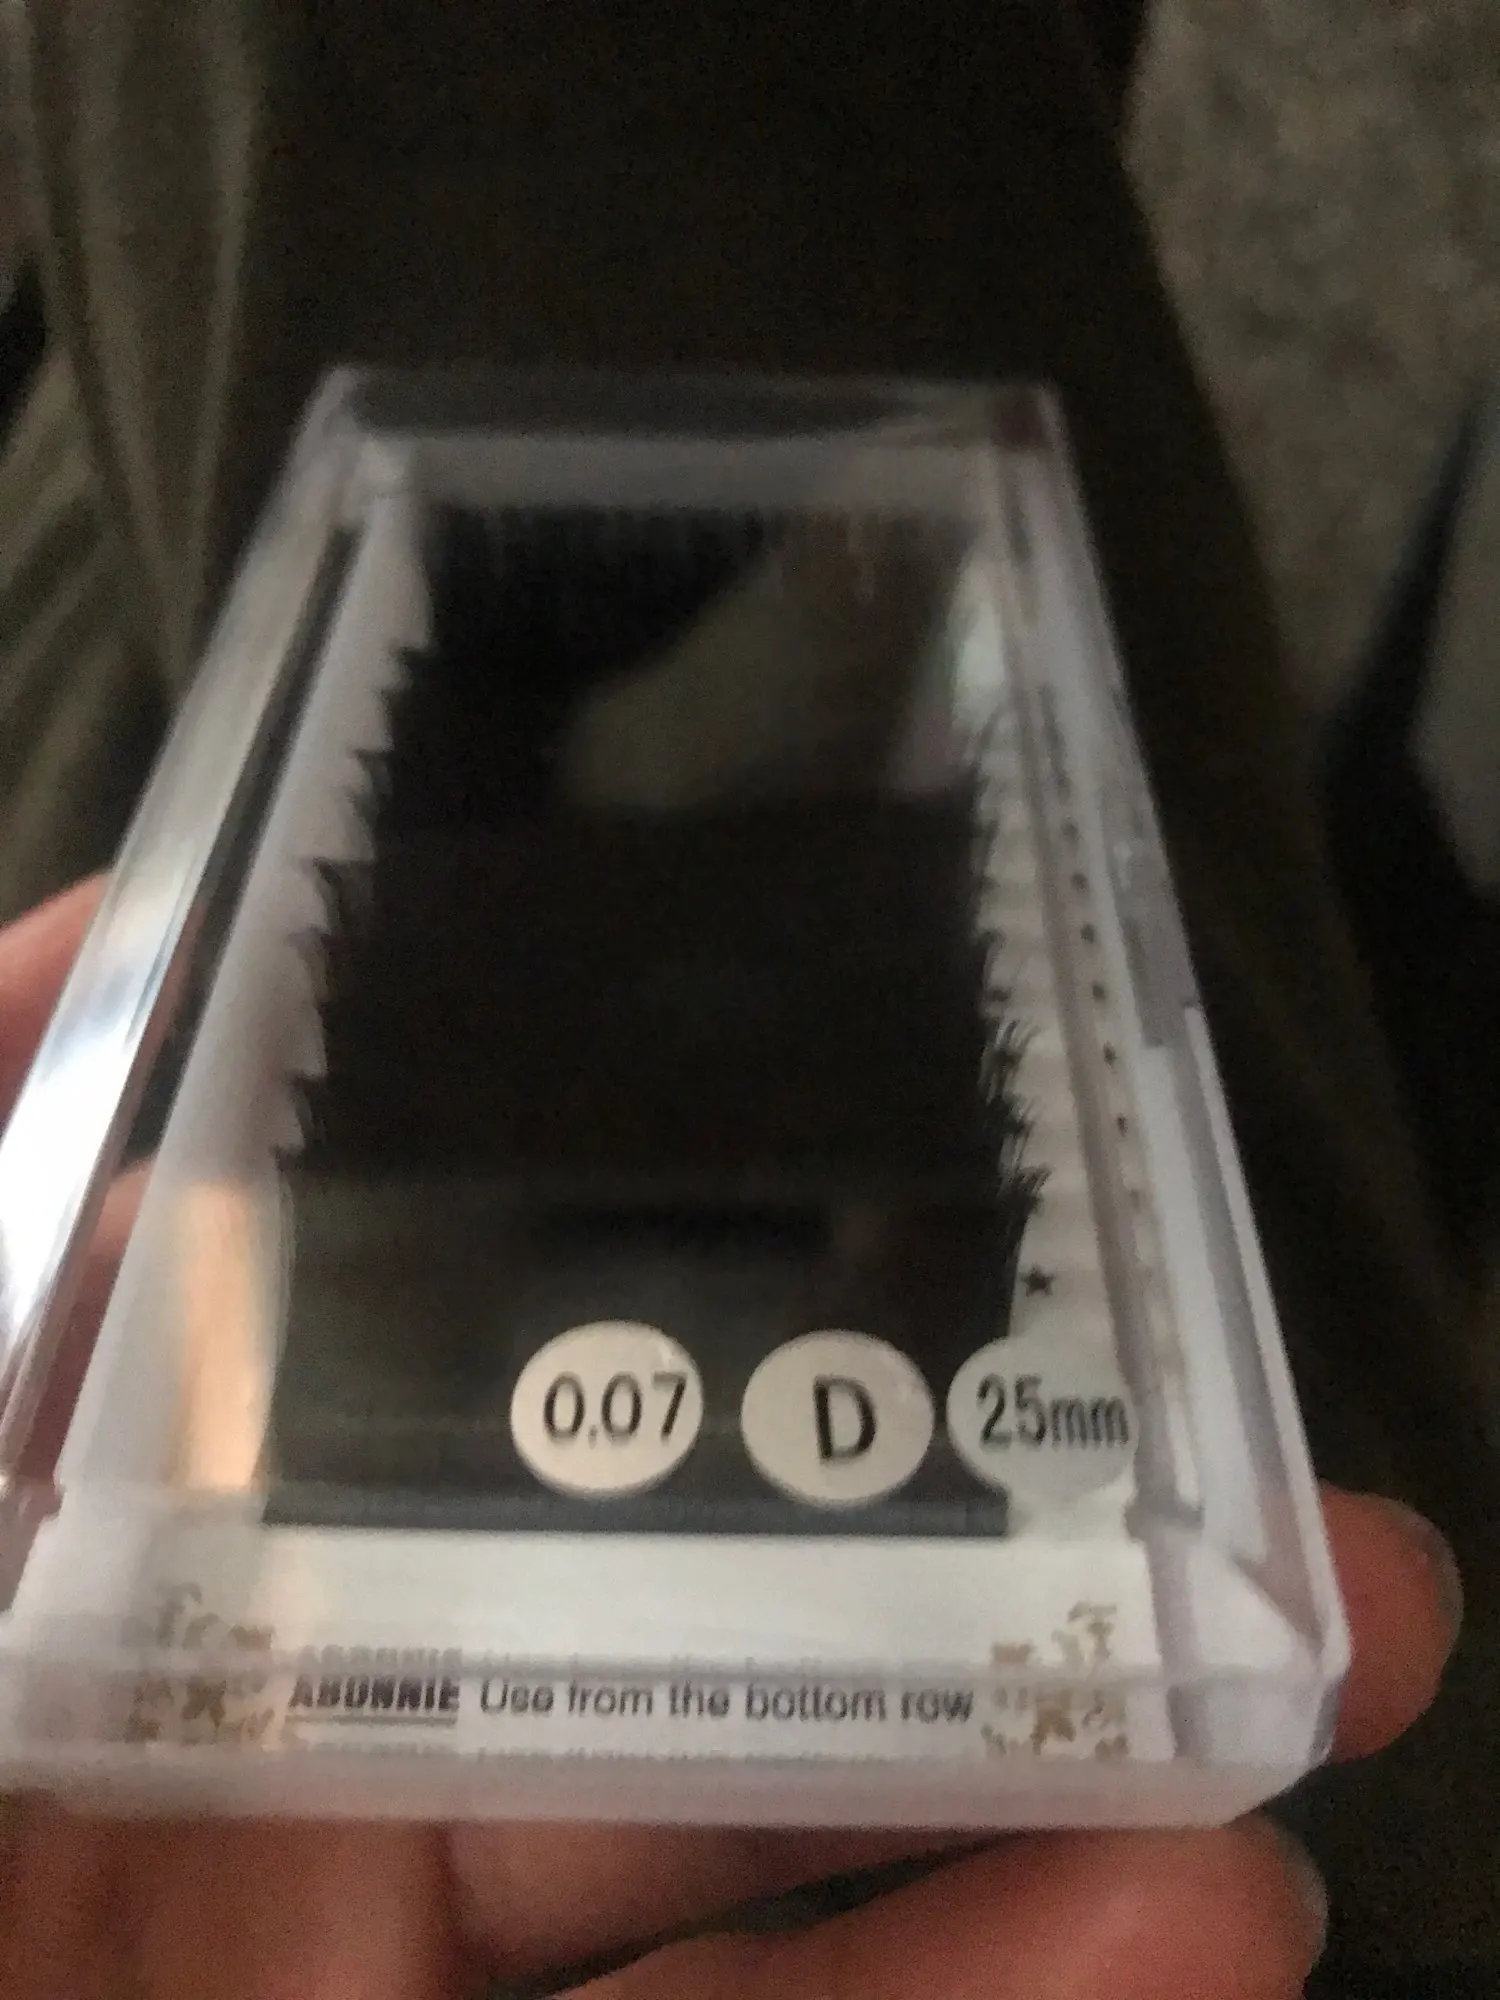 0.07 D 25mm
ABONNIE Use from the bottom row